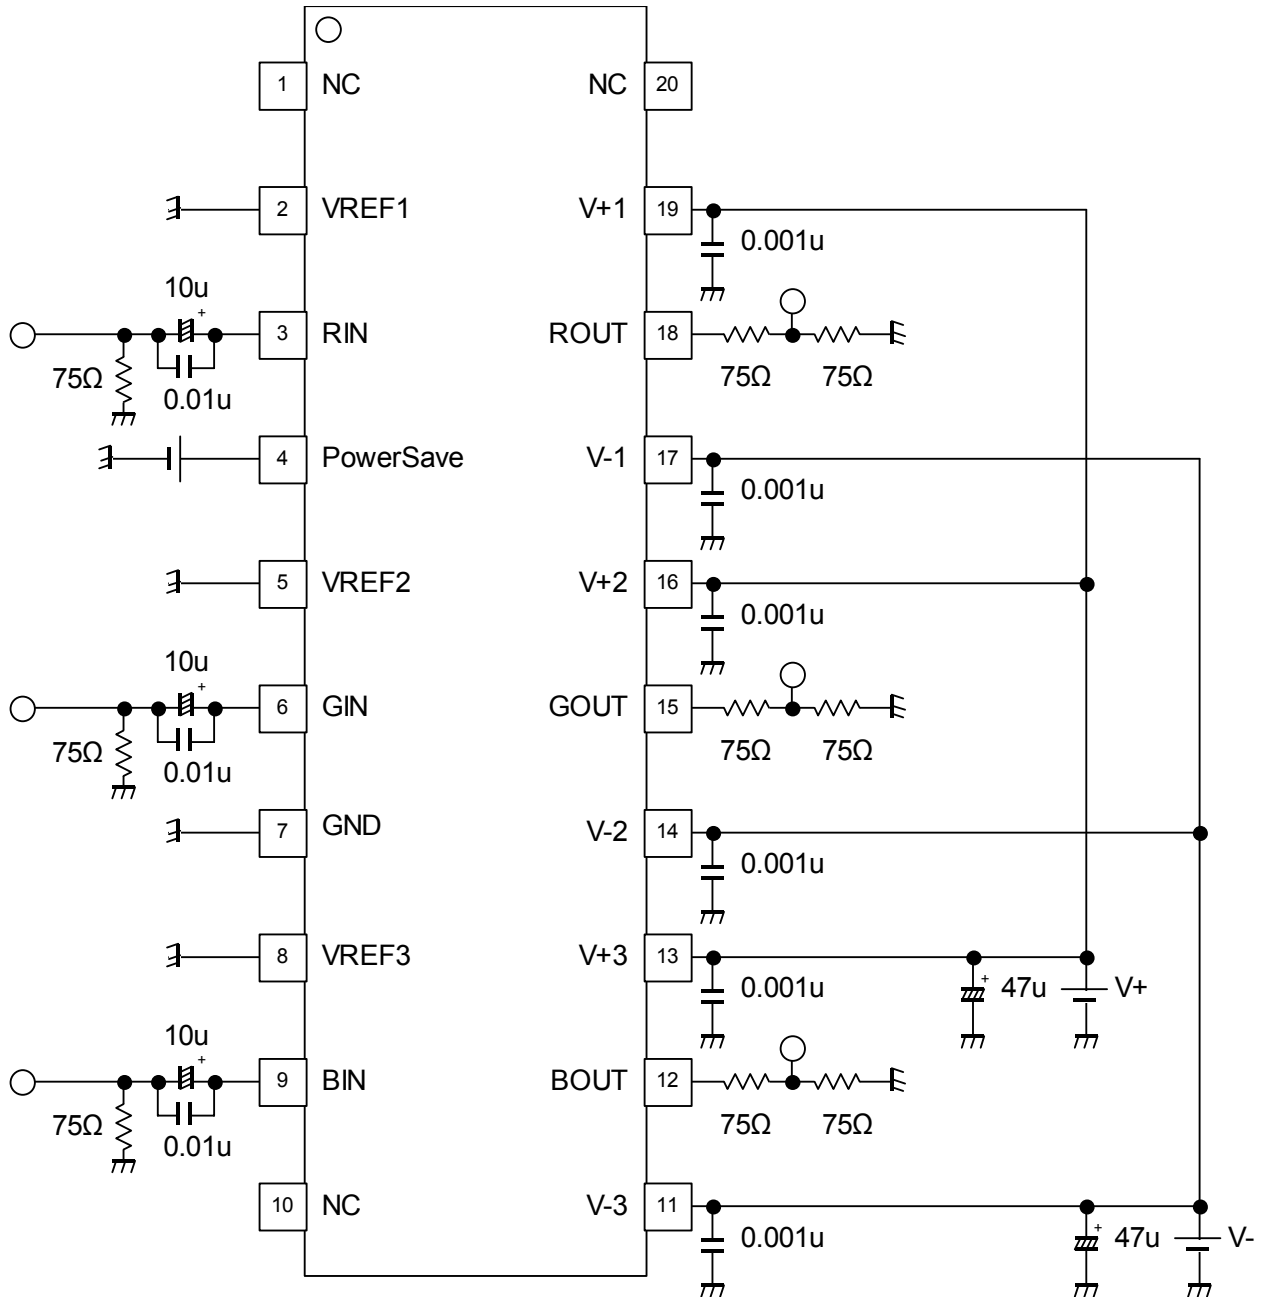 1 NC NC 20
2 VREF1 V+1 19
0.001u
10u
+
3 RIN ROUT 18
75Ω 0.01u 75Ω 75Ω
4 PowerSave V-1 17
0.001u
5 VREF2 V+2 16
0.001u
10u
+
6 GIN GOUT 15
75Ω 0.01u 75Ω 75Ω
7 GND V-2 14
0.001u
8 VREF3 V+3 13
0.001u + 47u V+
10u
+
9 BIN BOUT 12
75Ω 0.01u 75Ω 75Ω
10 NC V-3 11
0.001u + 47u V-